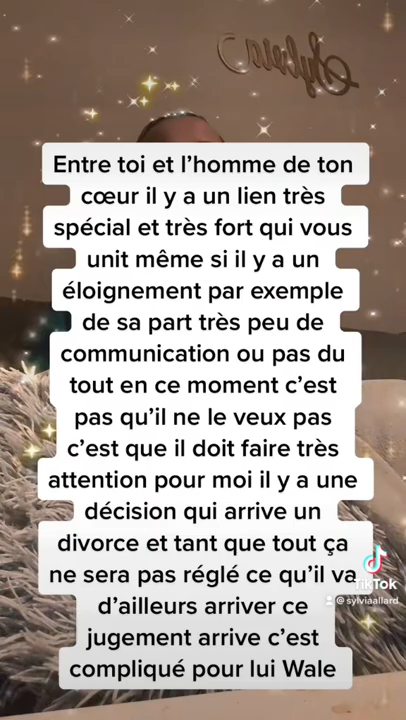 Sylvia
Entre toi et l’homme de ton
cœur il y a un lien très
spécial et très fort qui vous
unit même si il y a un
éloignement par exemple
de sa part très peu de
communication ou pas du
tout en ce moment c’est
pas qu’il ne le veux pas
c’est que il doit faire très
attention pour moi il y a une
décision qui arrive un
divorce et tant que tout ça
ne sera pas réglé ce qu’il va
d’ailleurs arriver ce
jugement arrive c’est
compliqué pour lui Wale
TikTok
@sylviaallard